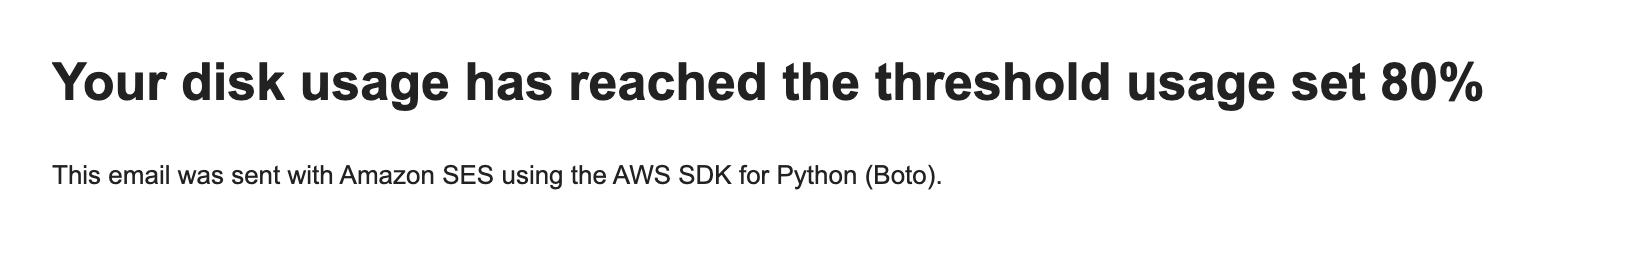 Your disk usage has reached the threshold usage set 80%
This email was sent with Amazon SES using the AWS SDK for Python (Boto).